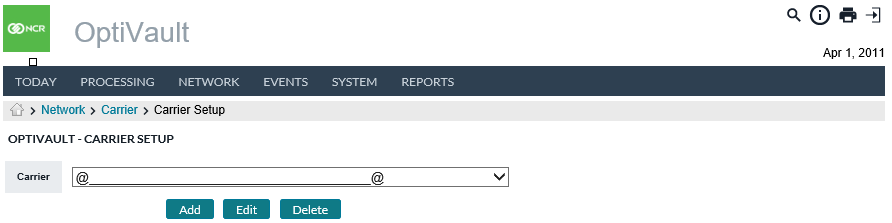 NCR
OptiVault
Apr 1, 2011
TODAY PROCESSING NETWORK EVENTS SYSTEM REPORTS
Network > Carrier > Carrier Setup
OPTIVAULT - CARRIER SETUP
Carrier @________________________________________@
Add Edit Delete